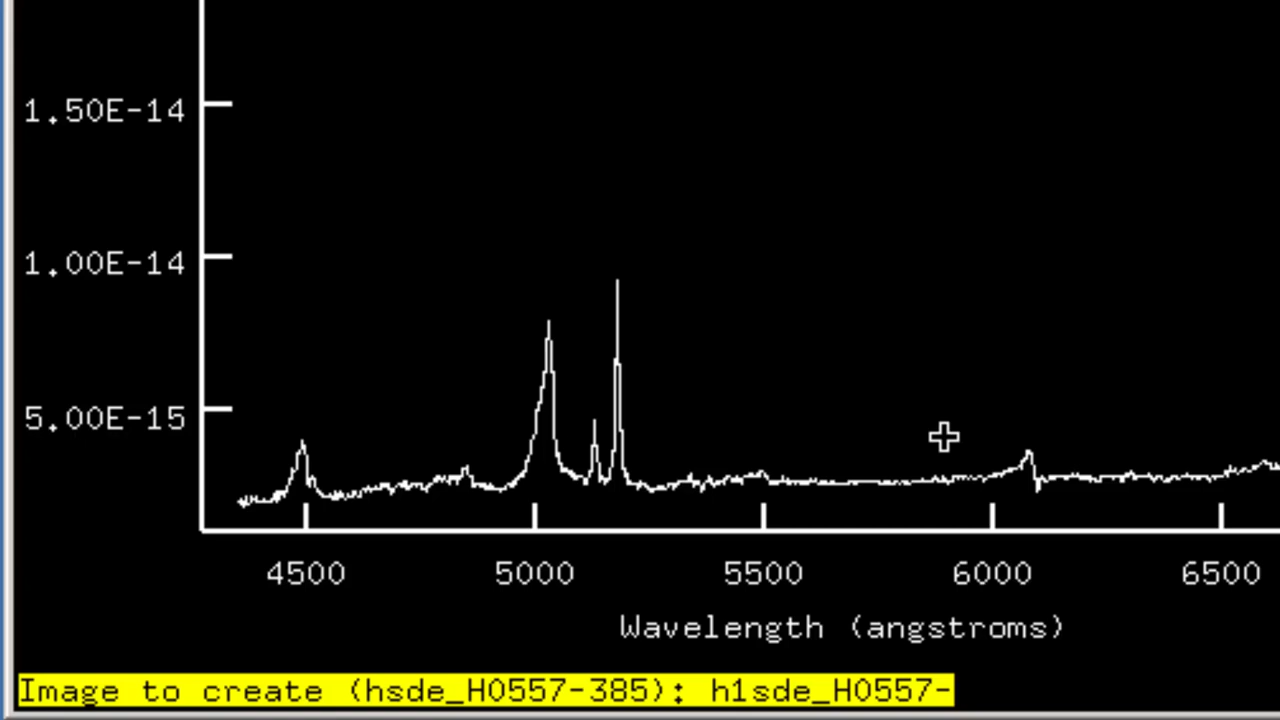 1.50E-14
1.00E-14
5.00E-15
4500 5000 5500 6000 6500
Wavelength (angstroms)
Image to create (hsde_H0557-385): h1sde_H0557-